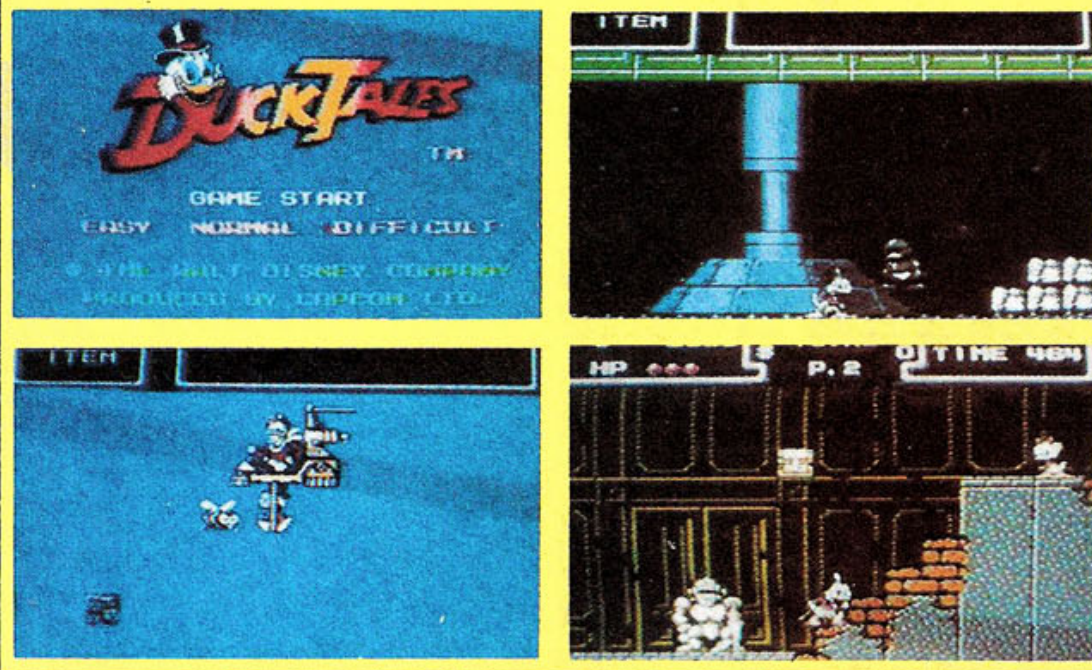 1
DUCKTALES
TM
GAME START
EASY NORMAL DIFFICULT
© THE WALT DISNEY COMPANY
PRODUCED BY CAPCOM LTD.
ITEM
ITEM
HP P.2 TIME 484